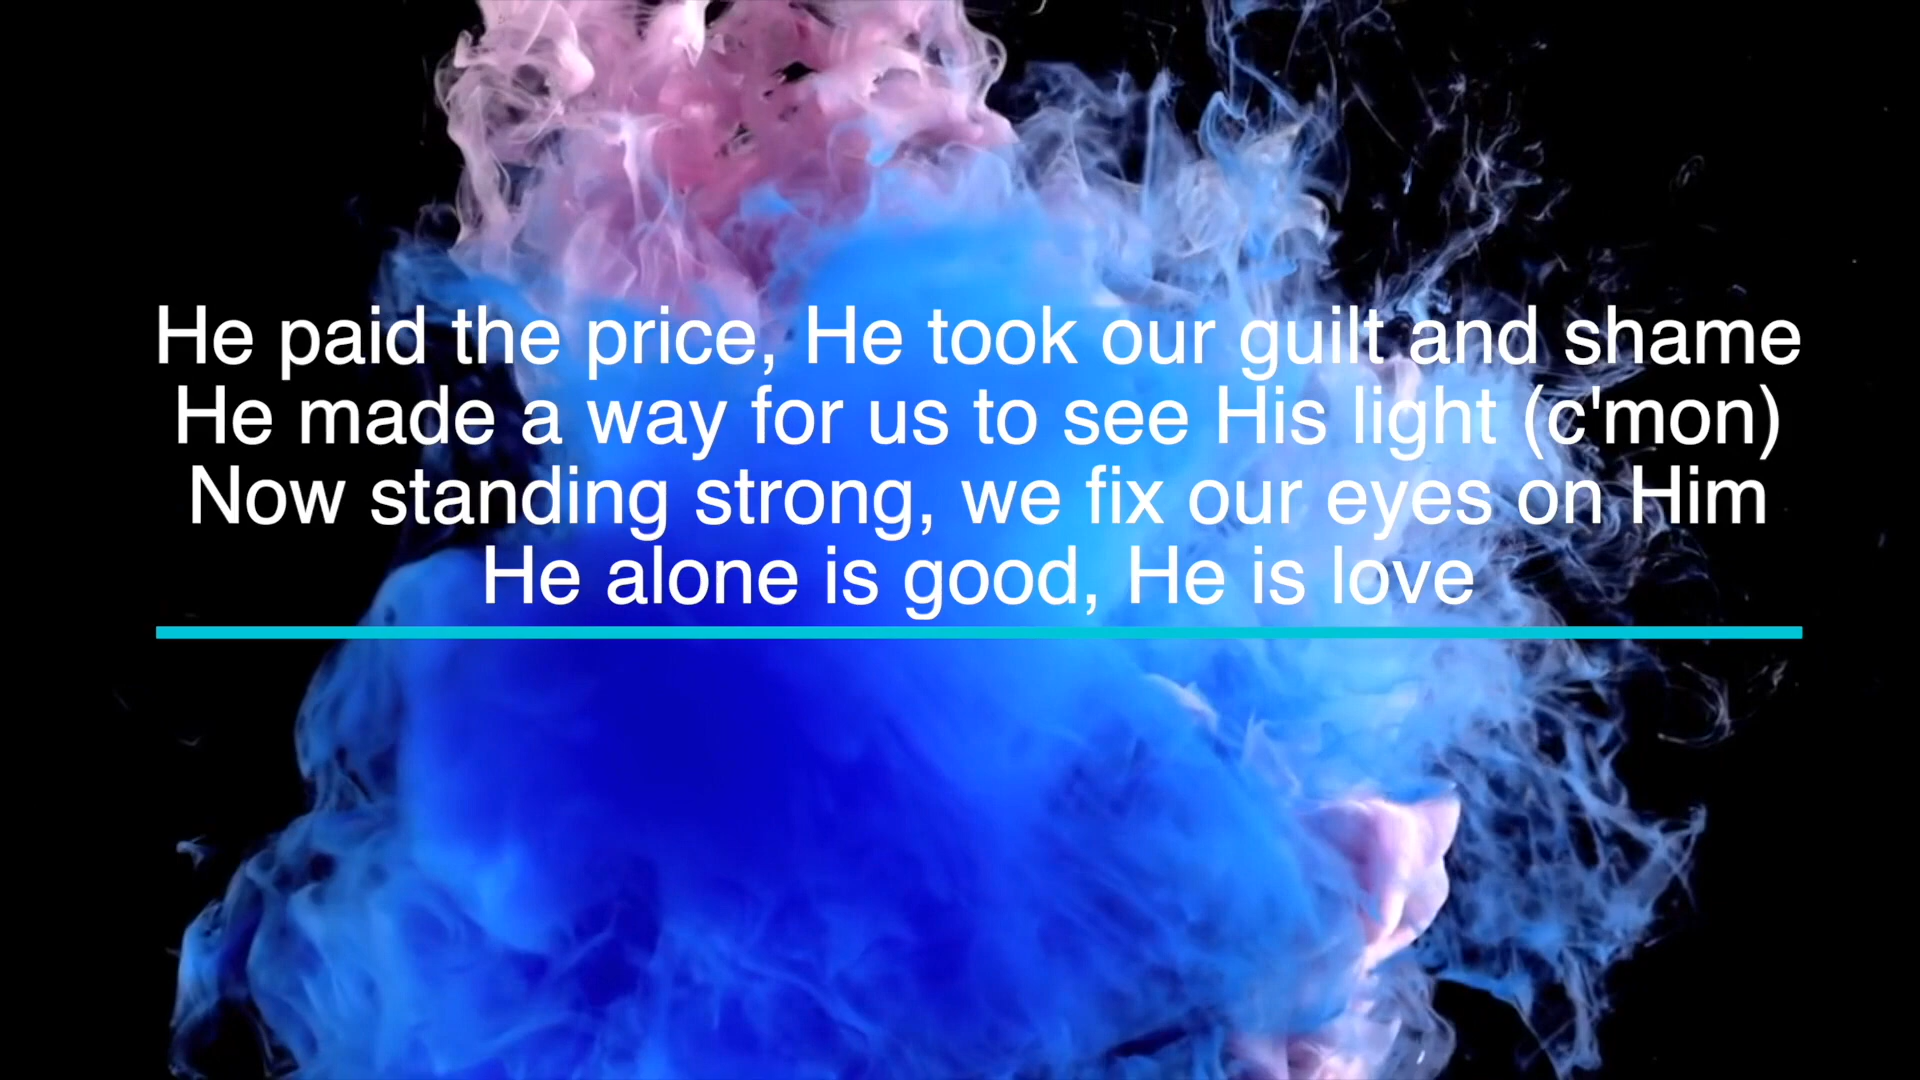 He paid the price, He took our guilt and shame
He made a way for us to see His light (c'mon)
Now standing strong, we fix our eyes on Him
He alone is good, He is love